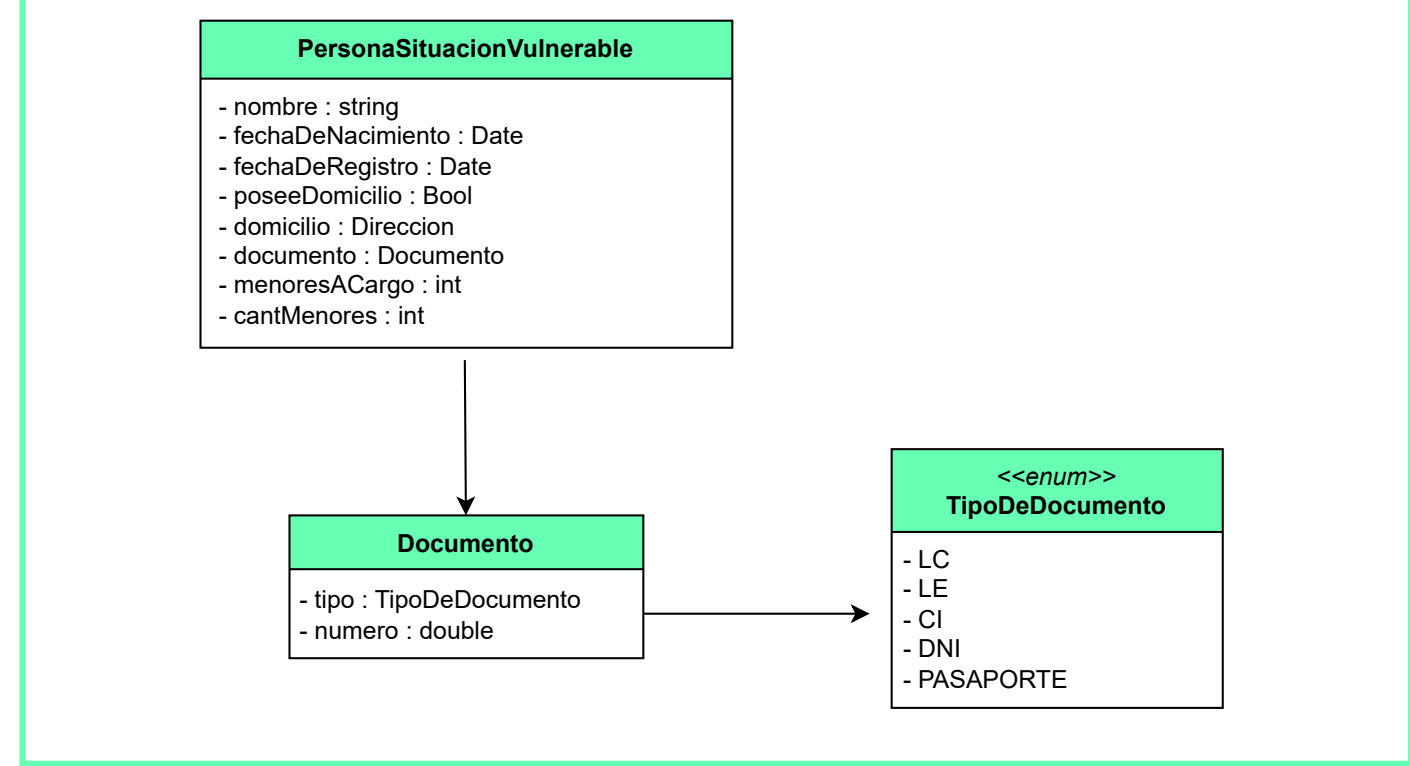 PersonaSituacionVulnerable
- nombre : string
- fechaDeNacimiento : Date
- fechaDeRegistro : Date
- poseeDomicilio : Bool
- domicilio : Direccion
- documento : Documento
- menoresACargo : int
- cantMenores : int
Documento
- tipo : TipoDeDocumento
- numero : double
<<enum>>
TipoDeDocumento
- LC
- LE
- CI
- DNI
- PASAPORTE